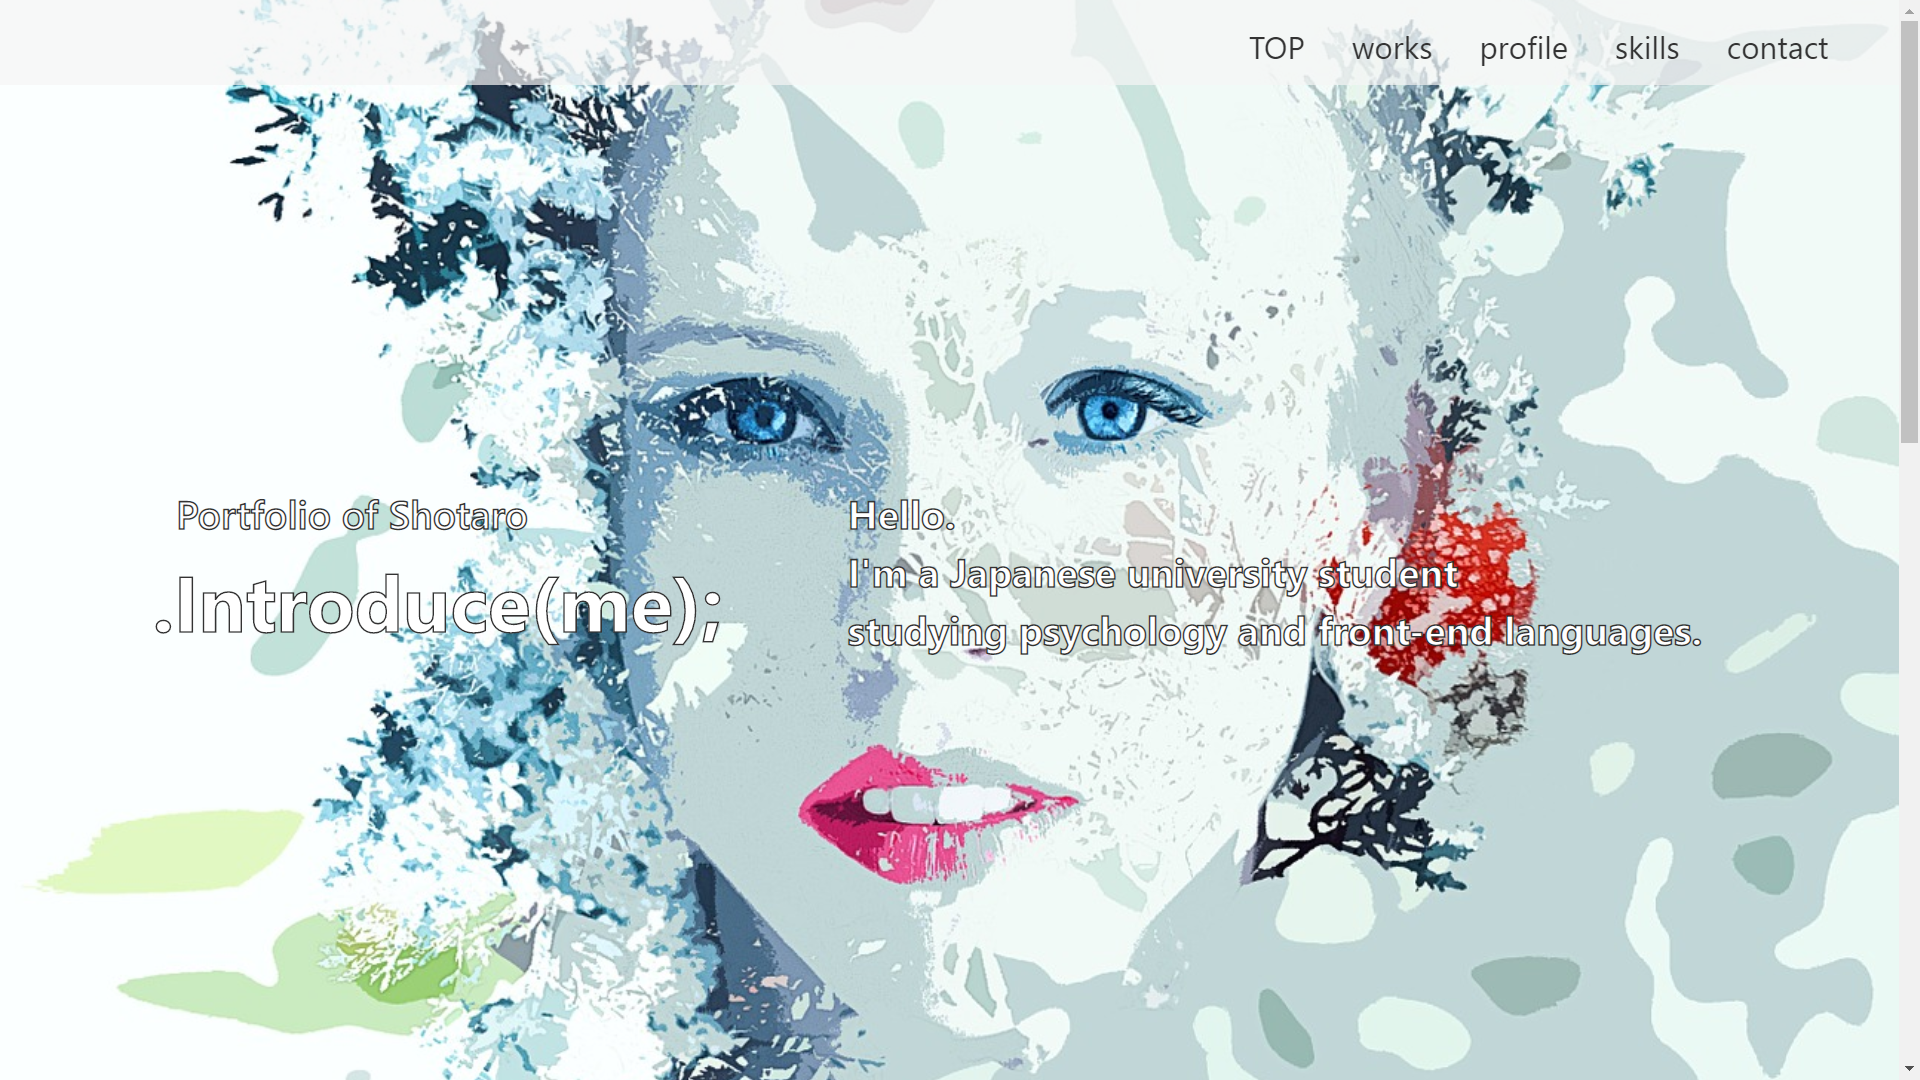 TOP works profile skills contact
Portfolio of Shotaro
.Introduce(me);
Hello.
I'm a Japanese university student
studying psychology and front-end languages.